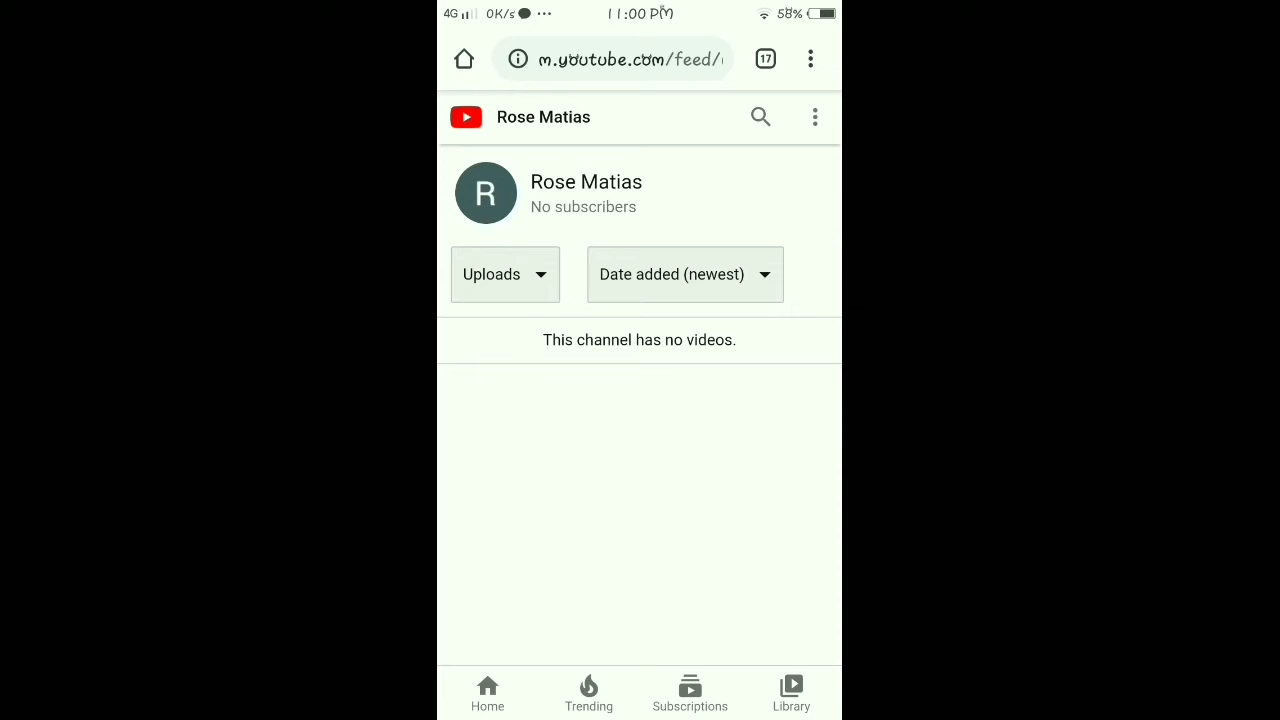 4G 0K/s 11:00 PM 58%
m.youtube.com/feed/ 17
Rose Matias
R
Rose Matias
No subscribers
Uploads Date added (newest)
This channel has no videos.
Home Trending Subscriptions Library